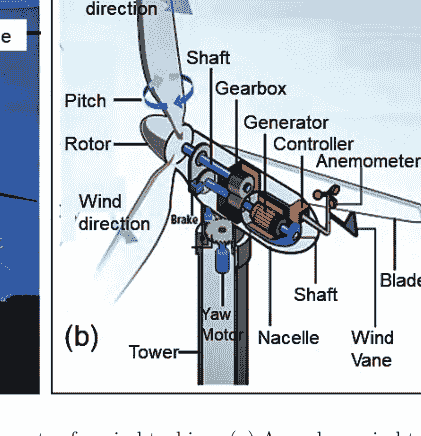 e
direction
Shaft
Gearbox
Pitch
Generator
Rotor
Controller
Anemometer
Wind
direction
Brake
Blade
Shaft
Yaw
Motor
(b)
Nacelle
Wind
Vane
Tower